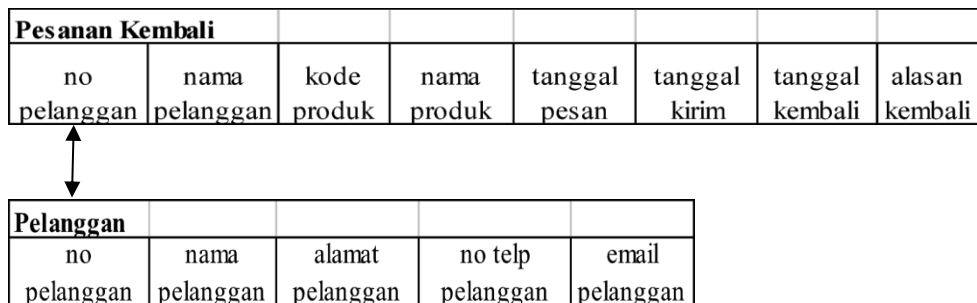 Pesanan Kembali
no nama kode nama tanggal tanggal tanggal alasan
pelanggan pelanggan produk produk pesan kirim kembali kembali
Pelanggan
no nama alamat no telp email
pelanggan pelanggan pelanggan pelanggan pelanggan